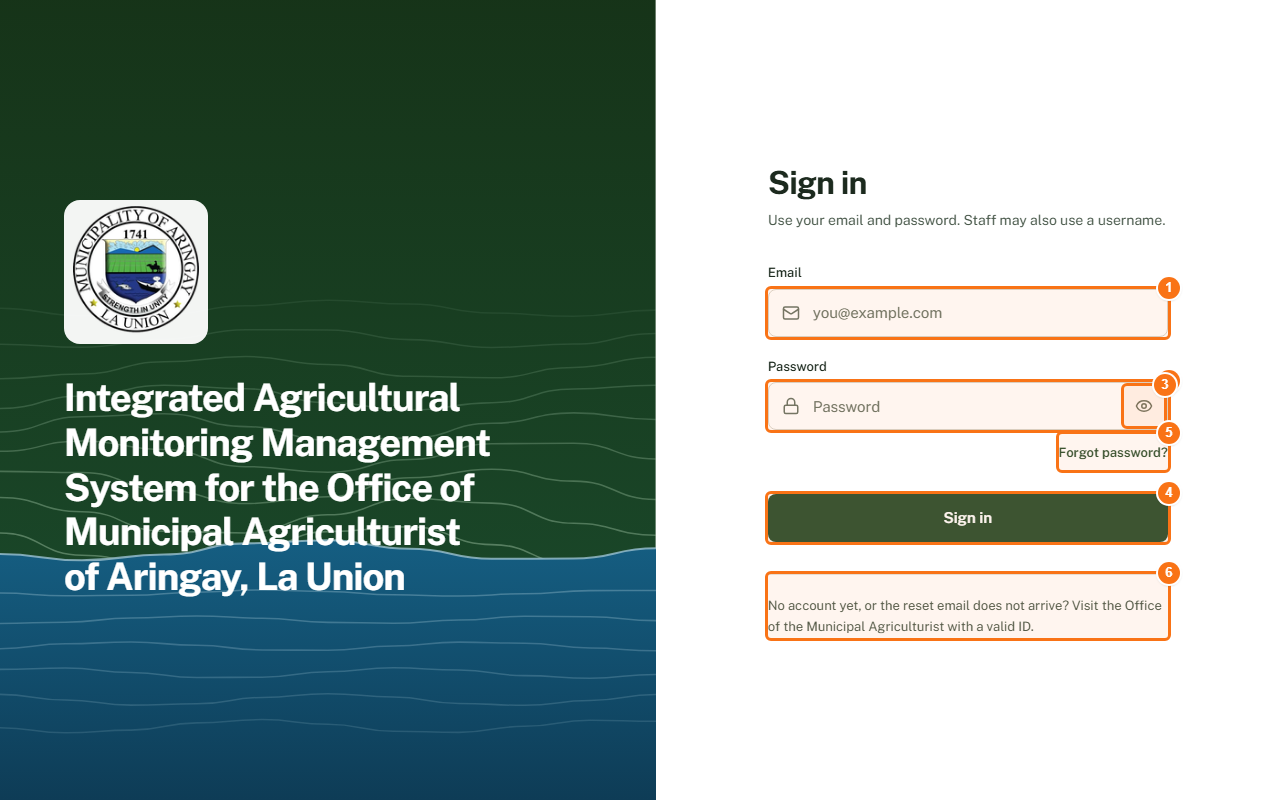 MUNICIPALITY OF ARINGAY
1741
STRENGTH IN UNITY
LA UNION
Integrated Agricultural
Monitoring Management
System for the Office of
Municipal Agriculturist
of Aringay, La Union
Sign in
Use your email and password. Staff may also use a username.
Email
1
you@example.com
Password
3
Password
5
Forgot password?
4
Sign in
6
No account yet, or the reset email does not arrive? Visit the Office
of the Municipal Agriculturist with a valid ID.